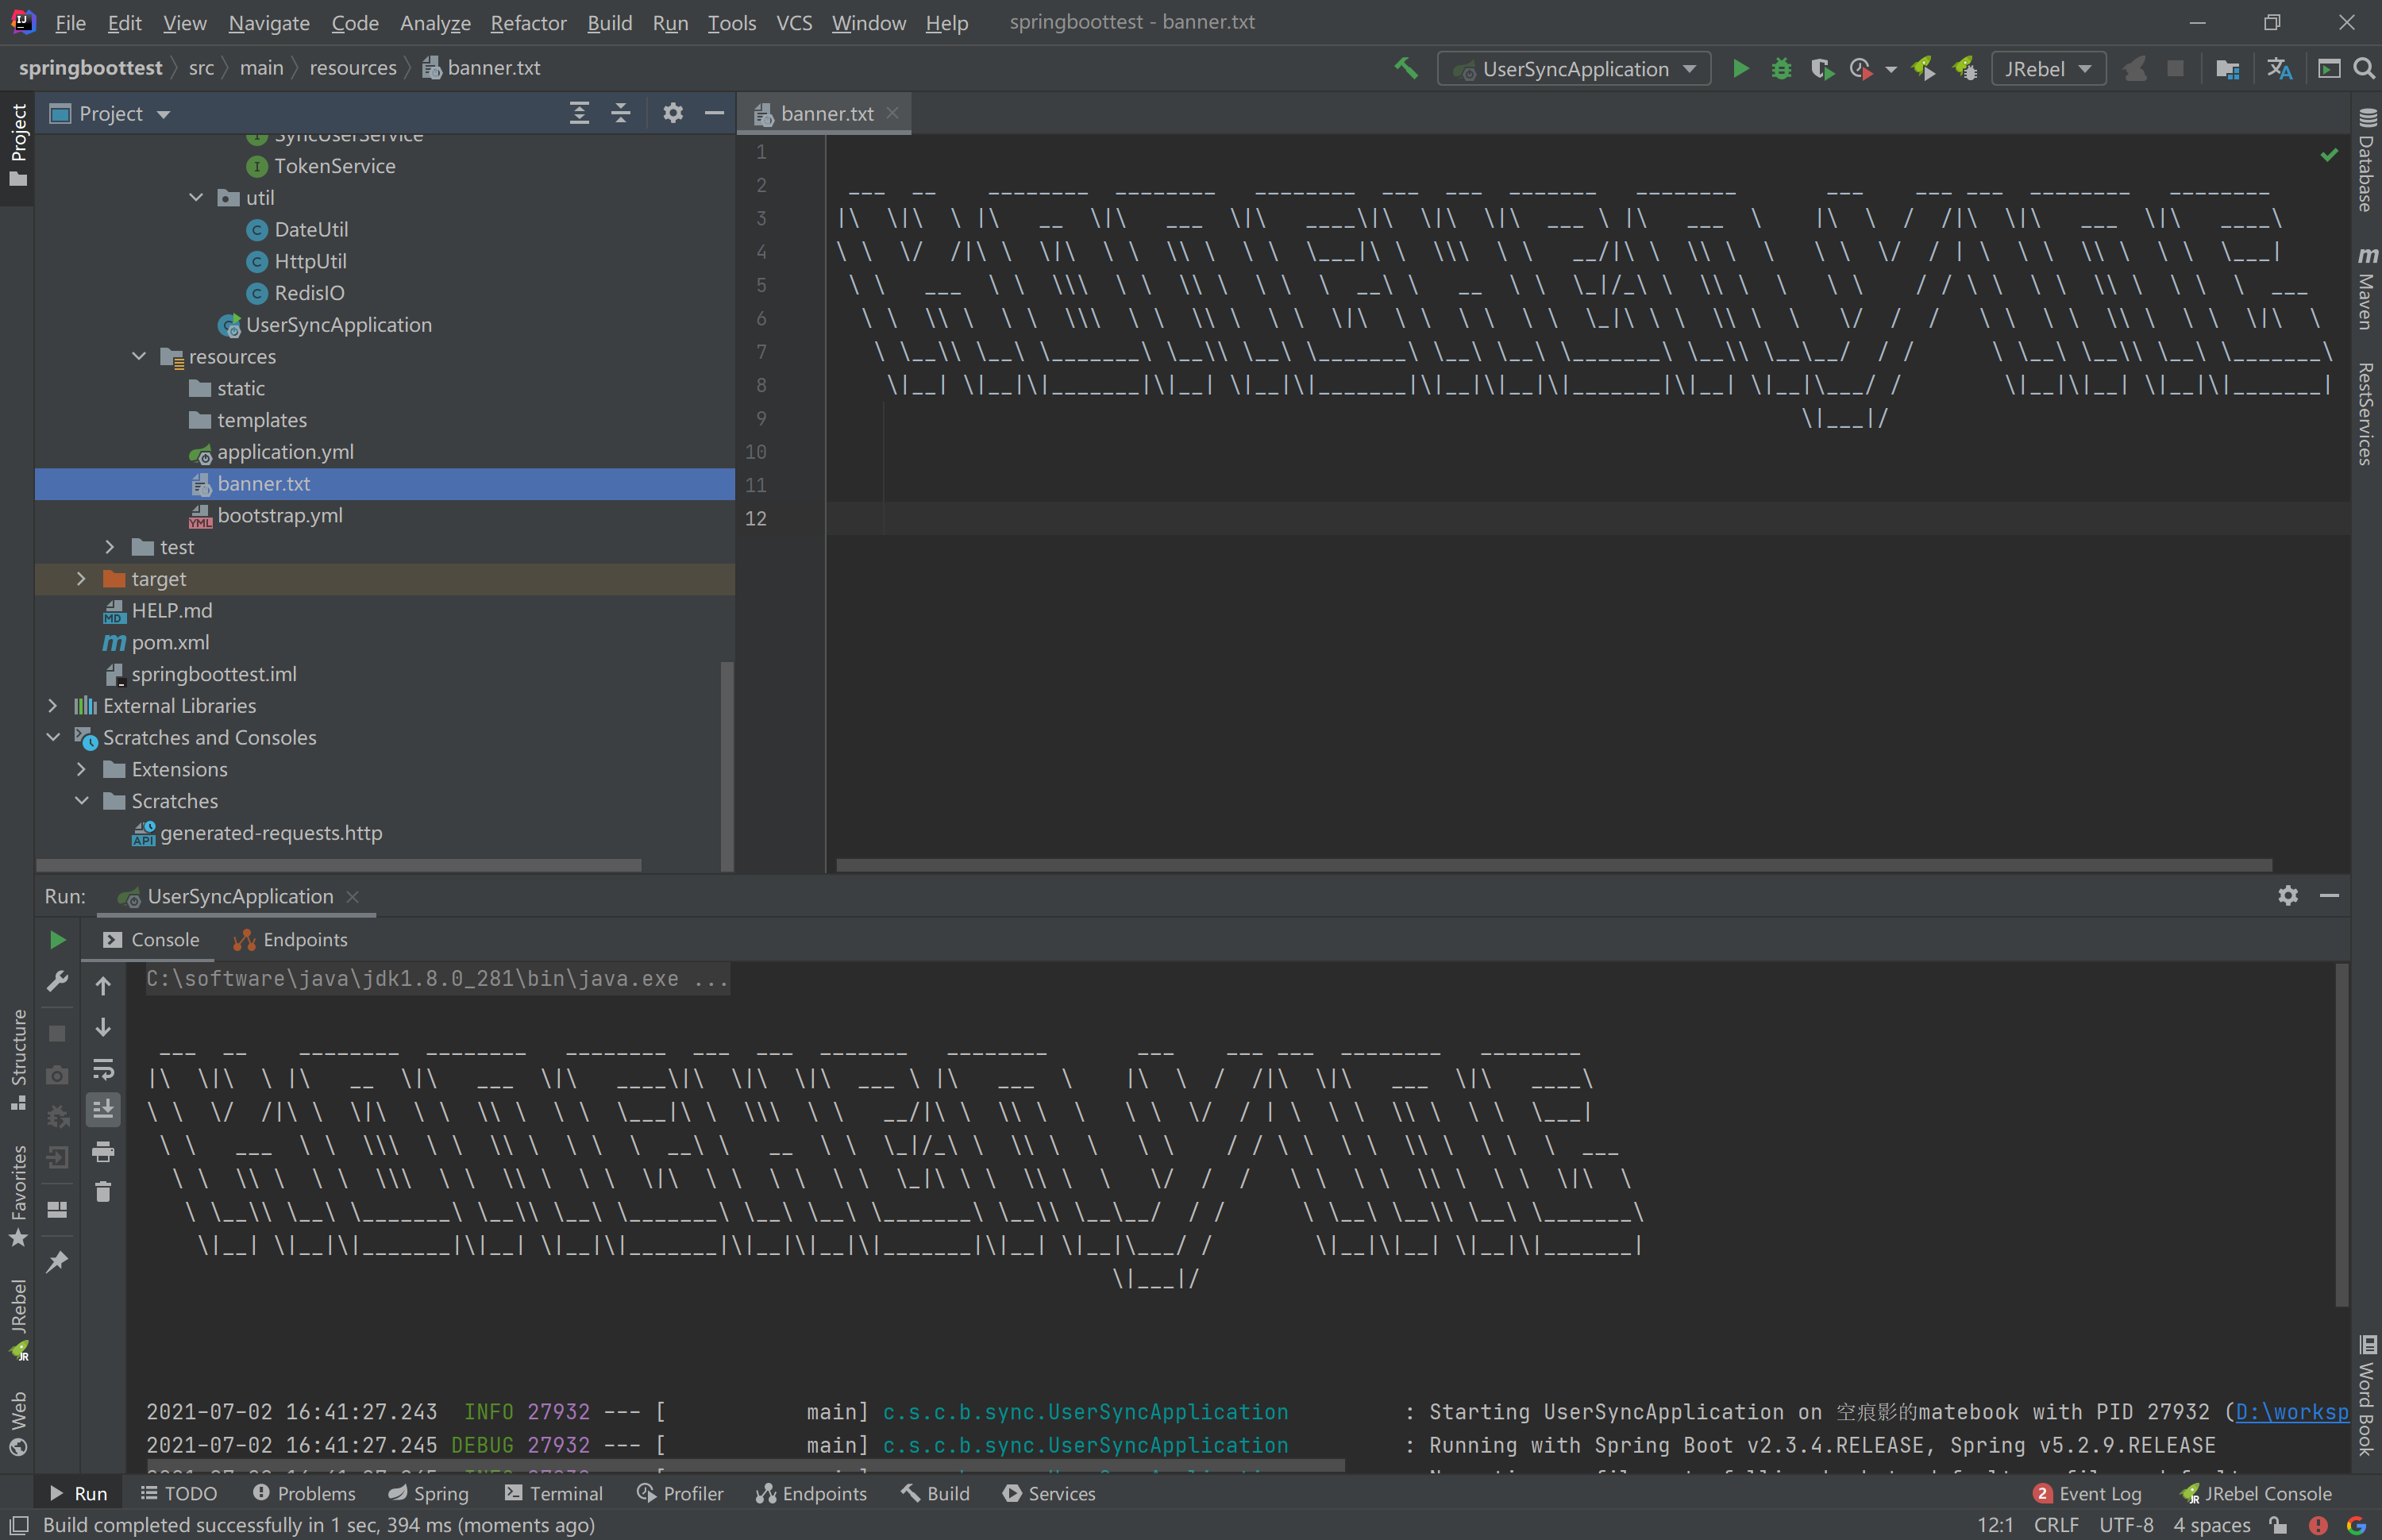 File Edit View Navigate Code Analyze Refactor Build Run Tools VCS Window Help springboottest - banner.txt
springboottest src main resources banner.txt UserSyncApplication JRebel
Project
banner.txt
SyncUserService
TokenService
util
DateUtil
HttpUtil
RedisIO
UserSyncApplication
resources
static
templates
application.yml
banner.txt
bootstrap.yml
test
target
HELP.md
pom.xml
springboottest.iml
External Libraries
Scratches and Consoles
Extensions
Scratches
generated-requests.http
1
2
3
4
5
6
7
8
9
10
11
12
Project
Structure
Favorites
JRebel
Web
Database
Maven
RestServices
Word Book
Run: UserSyncApplication
Console Endpoints
C:\software\java\jdk1.8.0_281\bin\java.exe ...
2021-07-02 16:41:27.243 INFO 27932 --- [ main] c.s.c.b.sync.UserSyncApplication : Starting UserSyncApplication on 空痕影的matebook with PID 27932 (D:\worksp
2021-07-02 16:41:27.245 DEBUG 27932 --- [ main] c.s.c.b.sync.UserSyncApplication : Running with Spring Boot v2.3.4.RELEASE, Spring v5.2.9.RELEASE
Run TODO Problems Spring Terminal Profiler Endpoints Build Services 2 Event Log JRebel Console
Build completed successfully in 1 sec, 394 ms (moments ago) 12:1 CRLF UTF-8 4 spaces